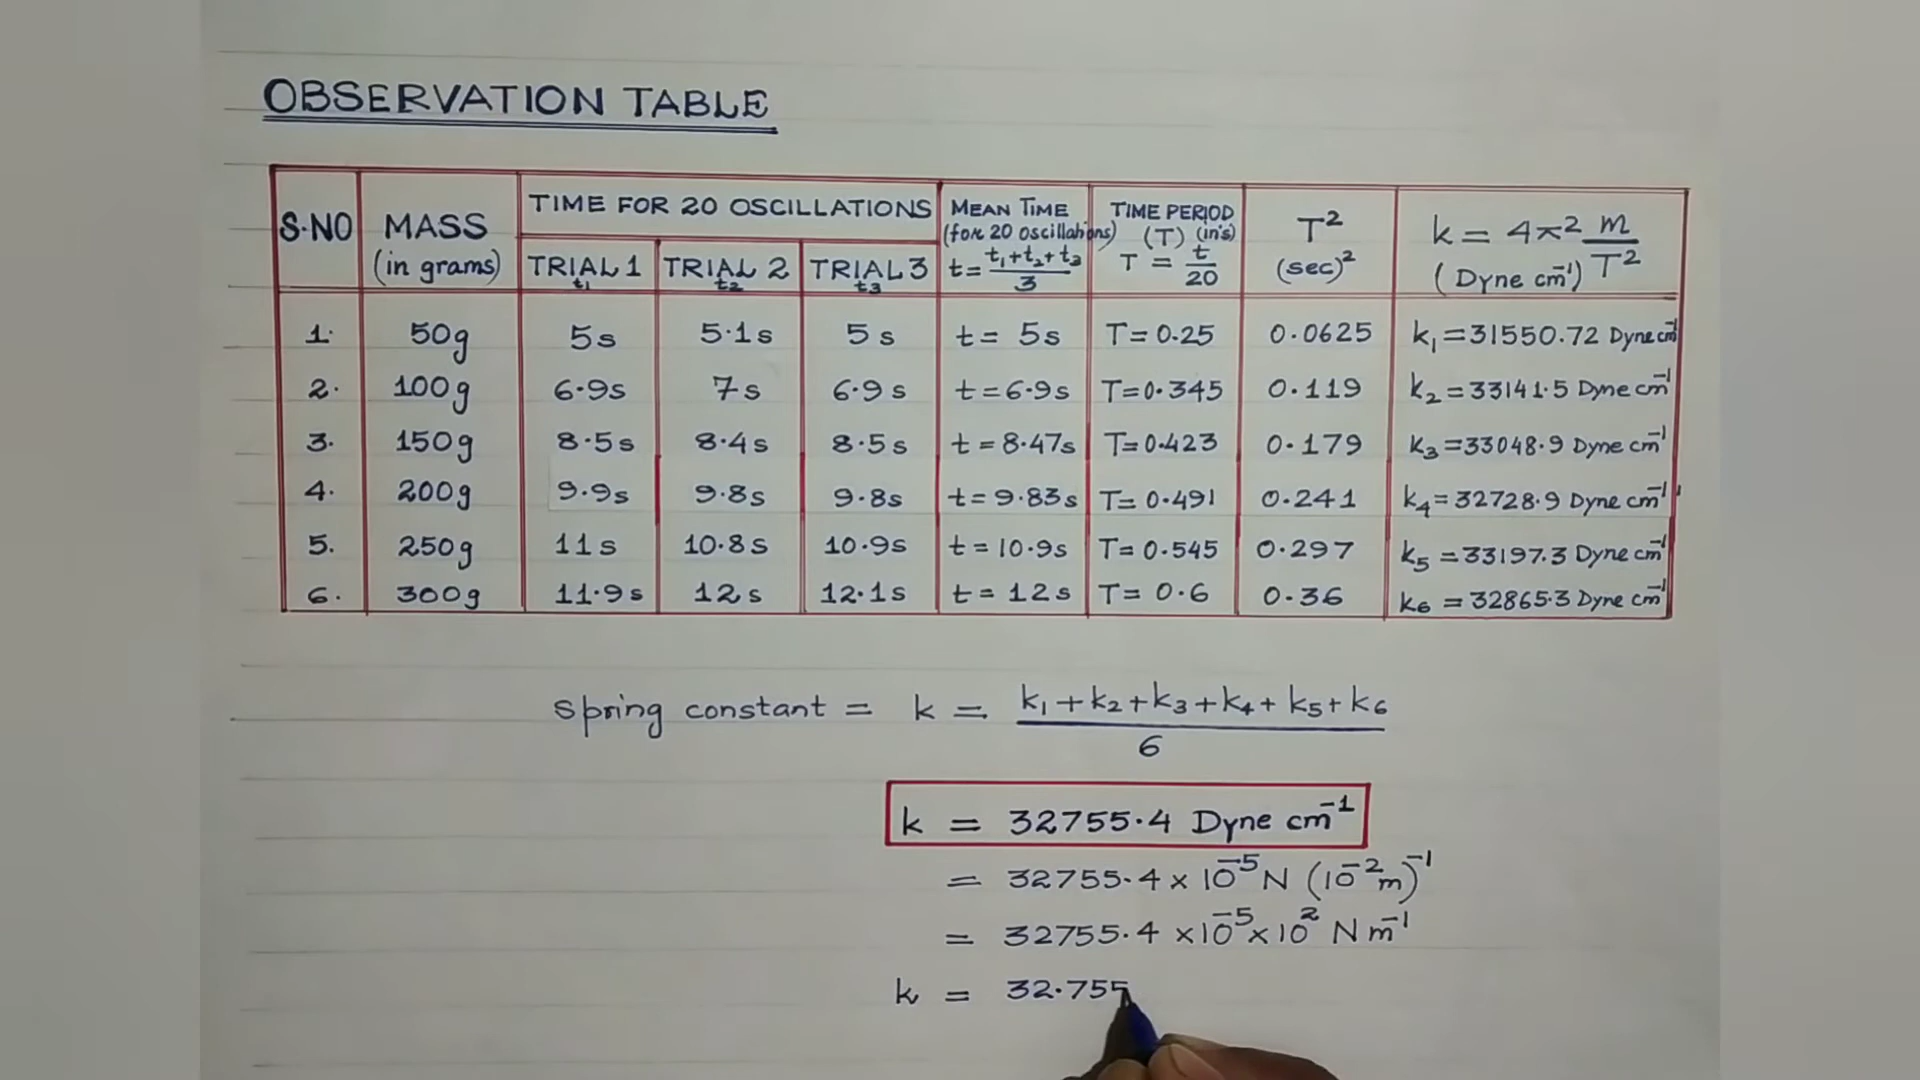 OBSERVATION TABLE
S.NO MASS (in grams) TIME FOR 20 OSCILLATIONS MEAN TIME (for 20 oscillations) t = t₁+t₂+t₃/3 TIME PERIOD (T) (in s) T = t/20 T² (sec)² k = 4π² m/T² (Dyne cm⁻¹)
TRIAL 1 t₁ TRIAL 2 t₂ TRIAL 3 t₃
1. 50g 5s 5.1s 5s t = 5s T = 0.25 0.0625 k₁ = 31550.72 Dyne cm⁻¹
2. 100g 6.9s 7s 6.9s t = 6.9s T = 0.345 0.119 k₂ = 33141.5 Dyne cm⁻¹
3. 150g 8.5s 8.4s 8.5s t = 8.47s T = 0.423 0.179 k₃ = 33048.9 Dyne cm⁻¹
4. 200g 9.9s 9.8s 9.8s t = 9.83s T = 0.491 0.241 k₄ = 32728.9 Dyne cm⁻¹
5. 250g 11s 10.8s 10.9s t = 10.9s T = 0.545 0.297 k₅ = 33197.3 Dyne cm⁻¹
6. 300g 11.9s 12s 12.1s t = 12s T = 0.6 0.36 k₆ = 32865.3 Dyne cm⁻¹
spring constant = k = k₁+k₂+k₃+k₄+k₅+k₆
6
k = 32755.4 Dyne cm⁻¹
= 32755.4 × 10⁻⁵ N (10⁻² m)⁻¹
= 32755.4 × 10⁻⁵ × 10² N m⁻¹
k = 32.755